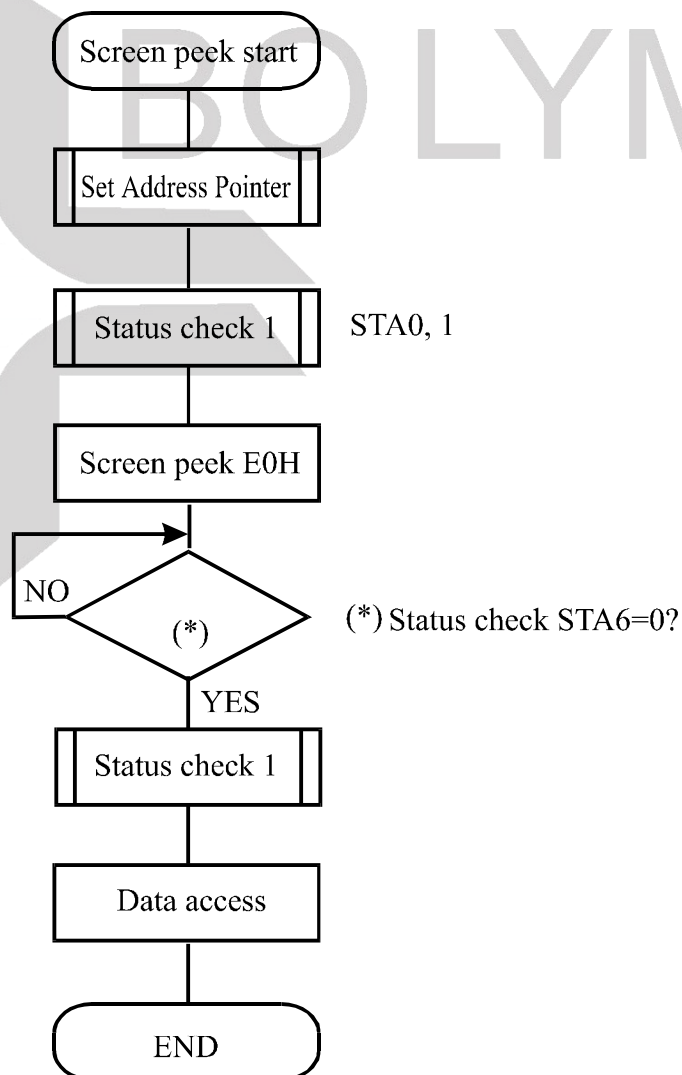 BOLYM
Screen peek start
Set Address Pointer
Status check 1
STA0, 1
Screen peek E0H
NO
(*)
(*) Status check STA6=0?
YES
Status check 1
Data access
END